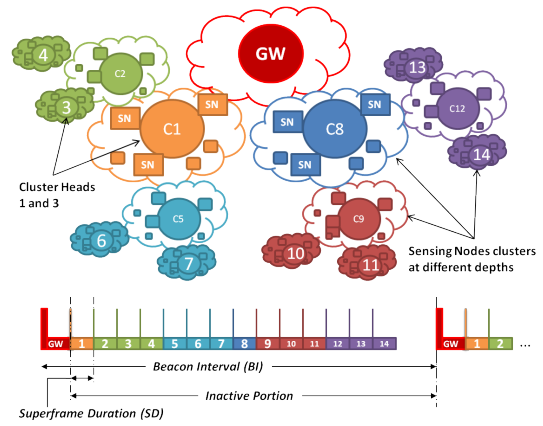 GW
4
C2
3
SN
SN
C1
SN
SN
C8
SN
13
C12
14
Cluster Heads
1 and 3
C5
6
7
C9
10
11
Sensing Nodes clusters
at different depths
GW 1 2 3 4 5 6 7 8 9 10 11 12 13 14 GW 1 2 ...
Beacon Interval (BI)
Inactive Portion
Superframe Duration (SD)